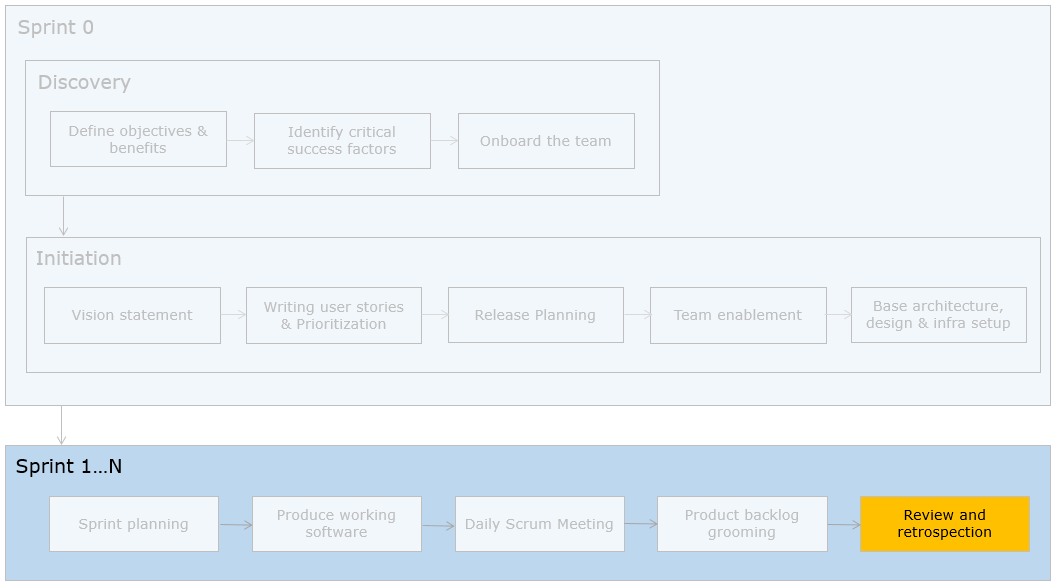 Sprint 0
Discovery
Define objectives &
benefits
Identify critical
success factors
Onboard the team
Initiation
Vision statement
Writing user stories
& Prioritization
Release Planning
Team enablement
Base architecture,
design & infra setup
Sprint 1...N
Sprint planning
Produce working
software
Daily Scrum Meeting
Product backlog
grooming
Review and
retrospection